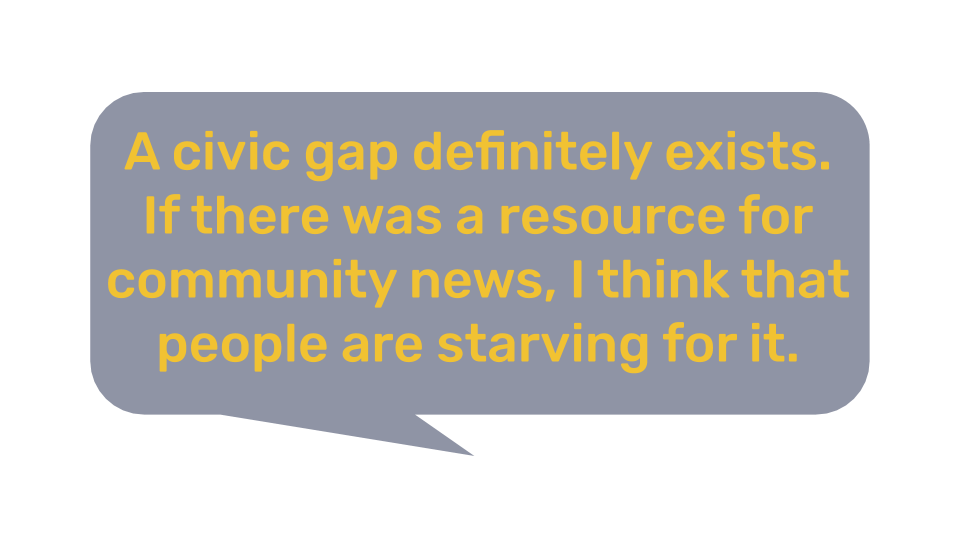 A civic gap definitely exists.
If there was a resource for
community news, I think that
people are starving for it.